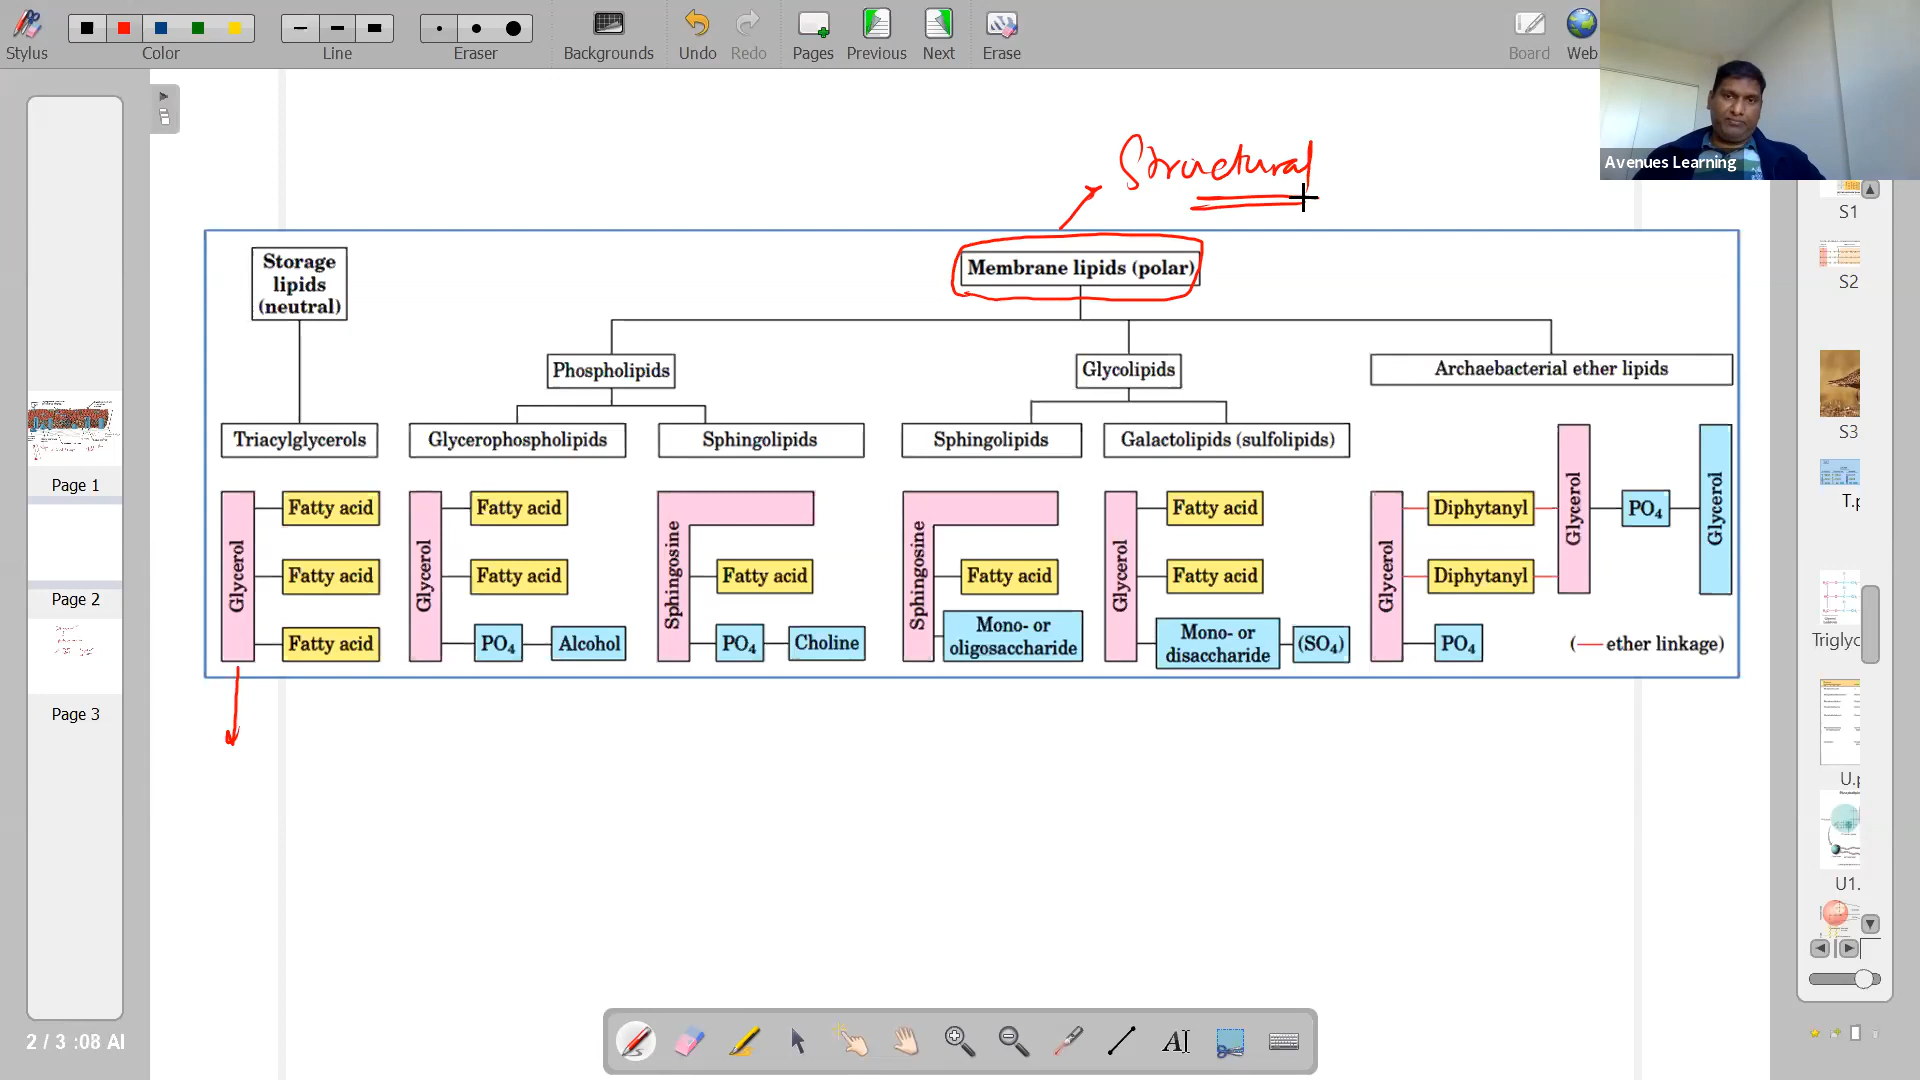 Stylus
Color
Line
Eraser
Backgrounds
Undo
Redo
Pages
Previous
Next
Erase
Board
Web
Avenues Learning
Structural
Storage
lipids
(neutral)
Membrane lipids (polar)
Phospholipids
Glycolipids
Archaebacterial ether lipids
Triacylglycerols
Glycerophospholipids
Sphingolipids
Sphingolipids
Galactolipids (sulfolipids)
Glycerol
Fatty acid
Fatty acid
Fatty acid
Glycerol
Fatty acid
Fatty acid
PO₄
Alcohol
Sphingosine
Fatty acid
PO₄
Choline
Sphingosine
Fatty acid
Mono- or
oligosaccharide
Glycerol
Fatty acid
Fatty acid
Mono- or
disaccharide
(SO₄)
Glycerol
Diphytanyl
Diphytanyl
PO₄
Glycerol
PO₄
Glycerol
(— ether linkage)
Page 1
Page 2
Page 3
2 / 3 :08 AI
S1
S2
S3
T.p
Triglyc
U.p
U1.